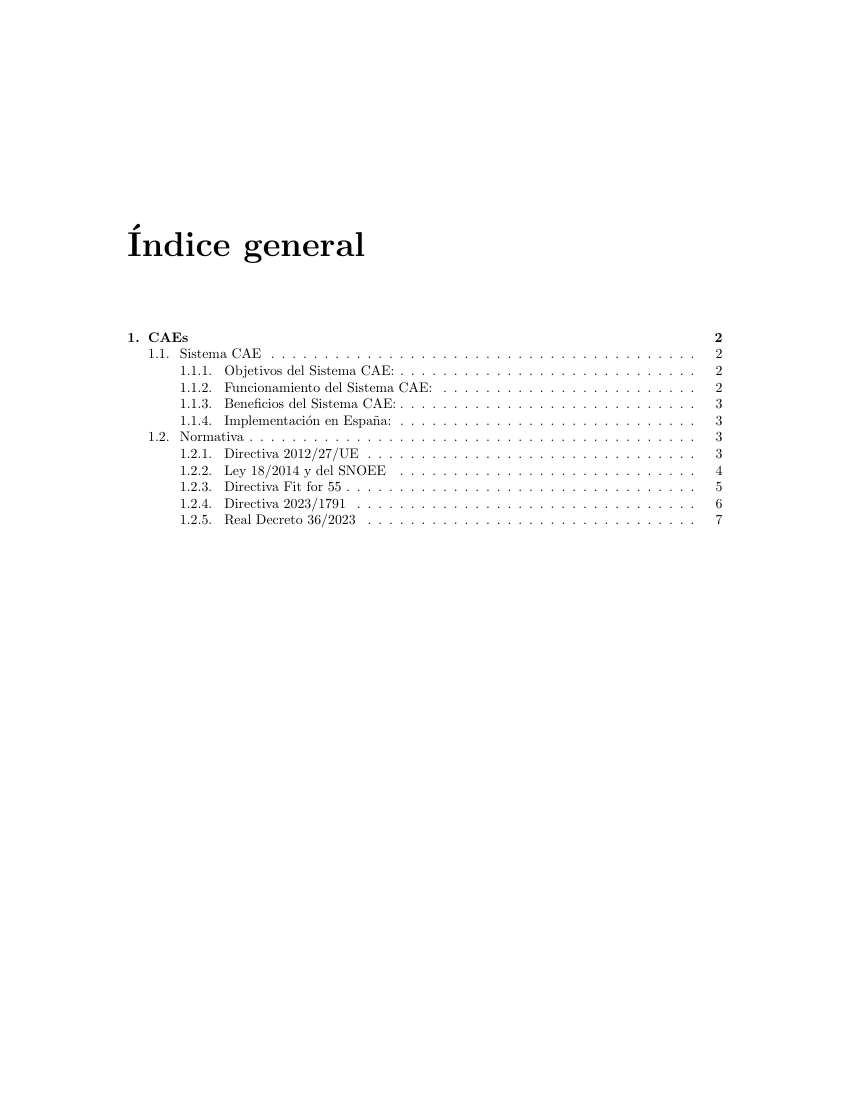 Índice general
1. CAEs 2
1.1. Sistema CAE . . . . . . . . . . . . . . . . . . . . . . . . . . . . . . . . . . . . . . . . 2
1.1.1. Objetivos del Sistema CAE: . . . . . . . . . . . . . . . . . . . . . . . . . . . . 2
1.1.2. Funcionamiento del Sistema CAE: . . . . . . . . . . . . . . . . . . . . . . . . 2
1.1.3. Beneficios del Sistema CAE: . . . . . . . . . . . . . . . . . . . . . . . . . . . . 3
1.1.4. Implementación en España: . . . . . . . . . . . . . . . . . . . . . . . . . . . . 3
1.2. Normativa . . . . . . . . . . . . . . . . . . . . . . . . . . . . . . . . . . . . . . . . . . 3
1.2.1. Directiva 2012/27/UE . . . . . . . . . . . . . . . . . . . . . . . . . . . . . . . 3
1.2.2. Ley 18/2014 y del SNOEE . . . . . . . . . . . . . . . . . . . . . . . . . . . . 4
1.2.3. Directiva Fit for 55 . . . . . . . . . . . . . . . . . . . . . . . . . . . . . . . . . 5
1.2.4. Directiva 2023/1791 . . . . . . . . . . . . . . . . . . . . . . . . . . . . . . . . 6
1.2.5. Real Decreto 36/2023 . . . . . . . . . . . . . . . . . . . . . . . . . . . . . . . 7